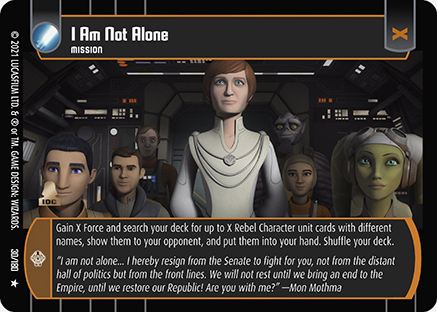 I Am Not Alone
MISSION
X
© 2021 LUCASFILM LTD. & ® or TM. GAME DESIGN: WIZARDS.
30/180
Gain X Force and search your deck for up to X Rebel Character unit cards with different
names, show them to your opponent, and put them into your hand. Shuffle your deck.
"I am not alone... I hereby resign from the Senate to fight for you, not from the distant
hall of politics but from the front lines. We will not rest until we bring an end to the
Empire, until we restore our Republic! Are you with me?" —Mon Mothma